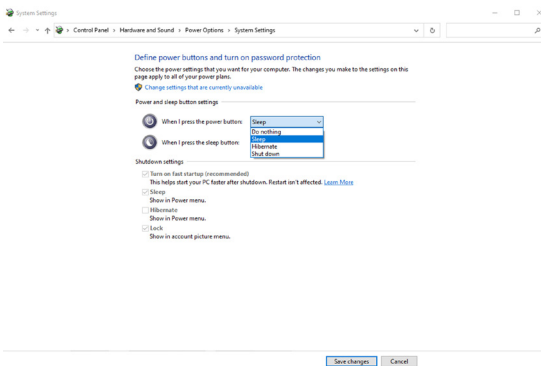 System Settings
Control Panel > Hardware and Sound > Power Options > System Settings
Define power buttons and turn on password protection
Choose the power settings that you want for your computer. The changes you make to the settings on this
page apply to all of your power plans.
Change settings that are currently unavailable
Power and sleep button settings
When I press the power button: Sleep
Do nothing
Sleep
Hibernate
Shut down
When I press the sleep button:
Shutdown settings
Turn on fast startup (recommended)
This helps start your PC faster after shutdown. Restart isn't affected. Learn More
Sleep
Show in Power menu.
Hibernate
Show in Power menu.
Lock
Show in account picture menu.
Save changes Cancel